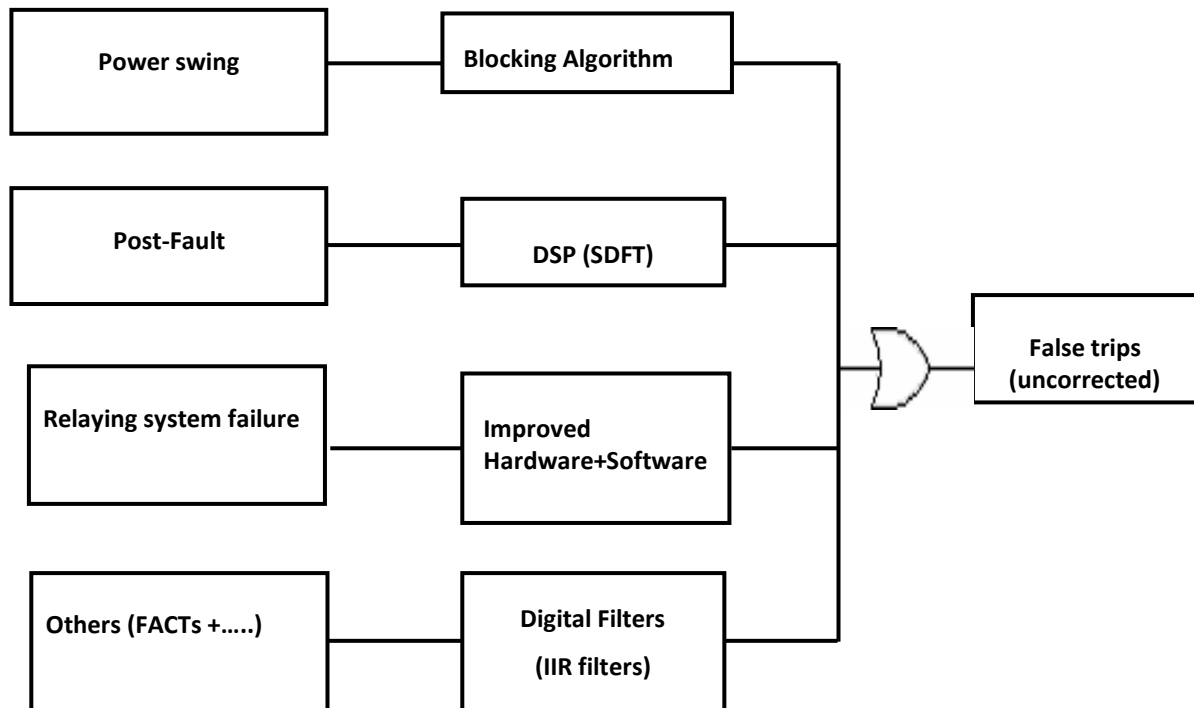 Power swing
Blocking Algorithm
Post-Fault
DSP (SDFT)
False trips
(uncorrected)
Relaying system failure
Improved
Hardware+Software
Others (FACTs +…..)
Digital Filters
(IIR filters)